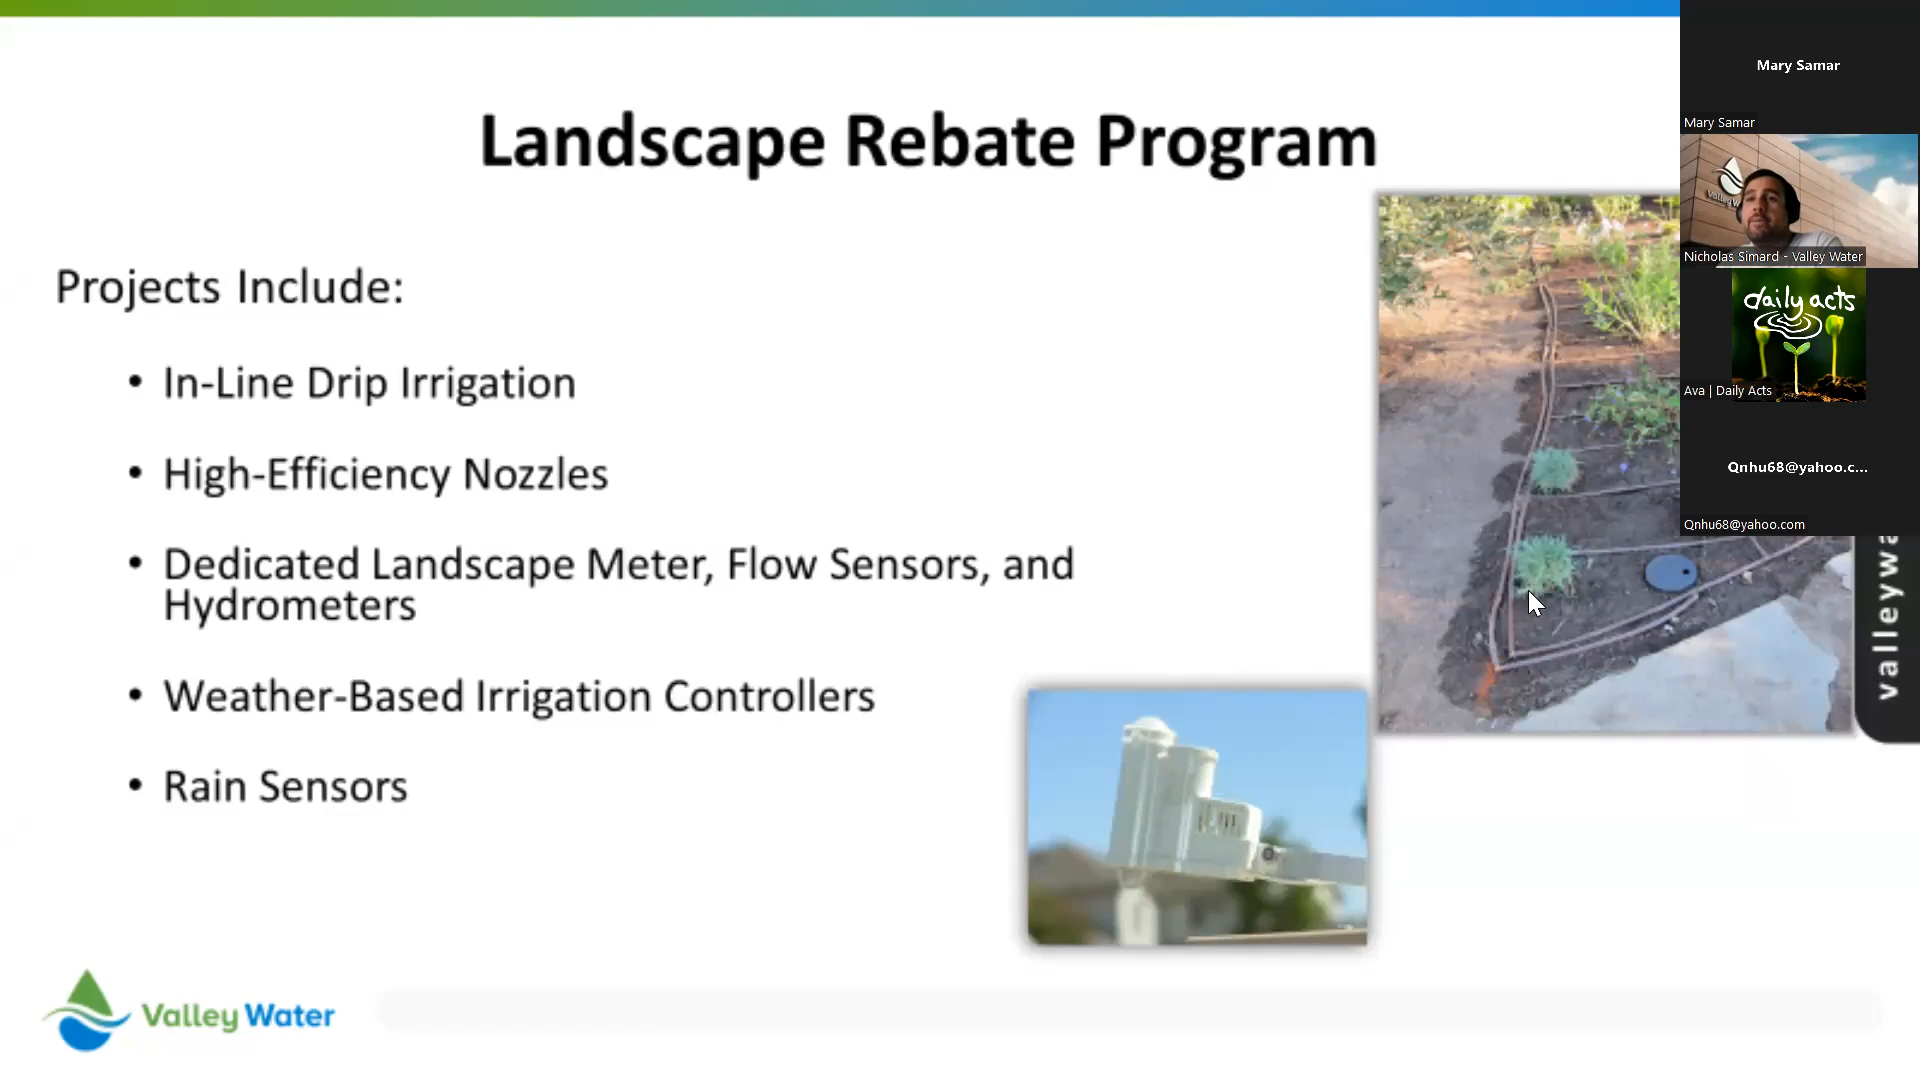 Landscape Rebate Program
Projects Include:
• In-Line Drip Irrigation
• High-Efficiency Nozzles
• Dedicated Landscape Meter, Flow Sensors, and
Hydrometers
• Weather-Based Irrigation Controllers
• Rain Sensors
Valley Water
valleywa
Mary Samar
Mary Samar
Nicholas Simard - Valley Water
daily acts
Ava | Daily Acts
Qnhu68@yahoo.c...
Qnhu68@yahoo.com